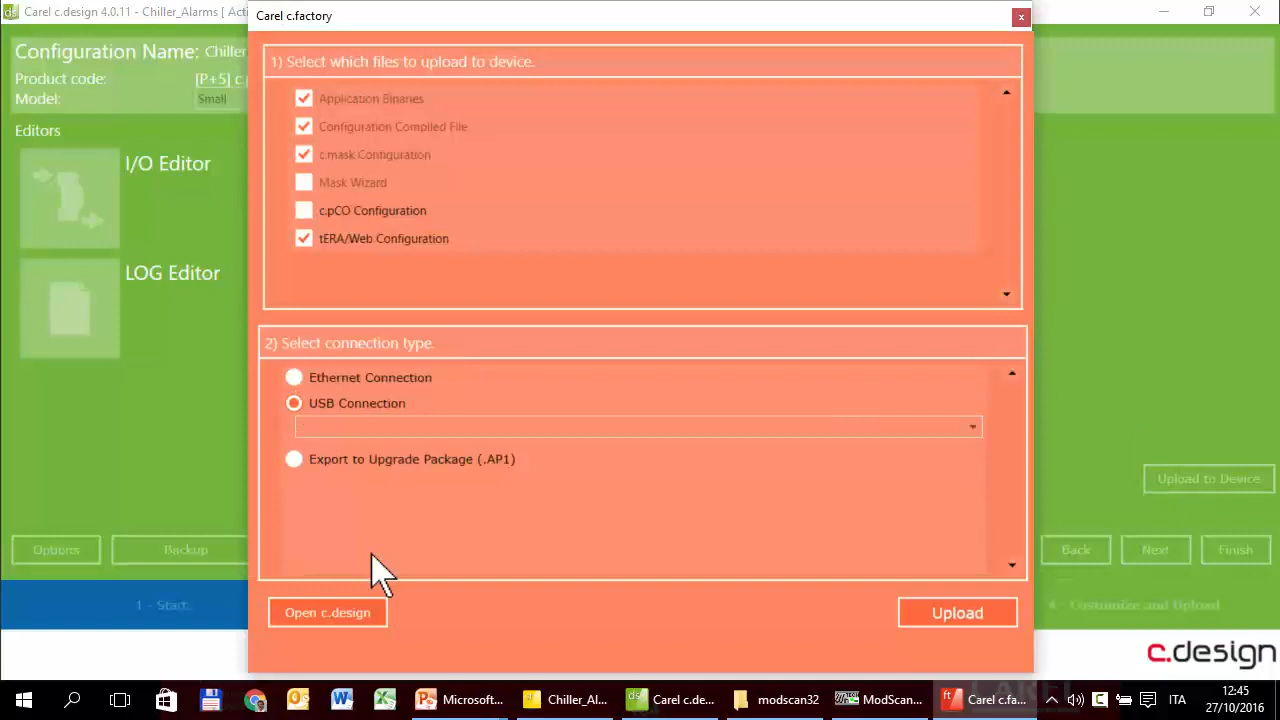 Carel c.design 4.0.11 - Chiller_Alarms [ Acti
Carel c.factory
x
Configuration Name: Chiller
Product code: [P+5] c.p
Model: Small
Editors
I/O Editor
LOG Editor
1) Select which files to upload to device.
Application Binaries
Configuration Compiled File
c.mask Configuration
Mask Wizard
c.pCO Configuration
tERA/Web Configuration
2) Select connection type.
Ethernet Connection
USB Connection
Export to Upgrade Package (.AP1)
Upload to Device
Options
Backup
Back
Next
Finish
1 - Start
4 - Customize and Upload
Open c.design
Upload
c.design
Microsoft...
Chiller_Al...
Carel c.de...
modscan32
ModScan...
Carel c.fa...
ITA
12:45
27/10/2016